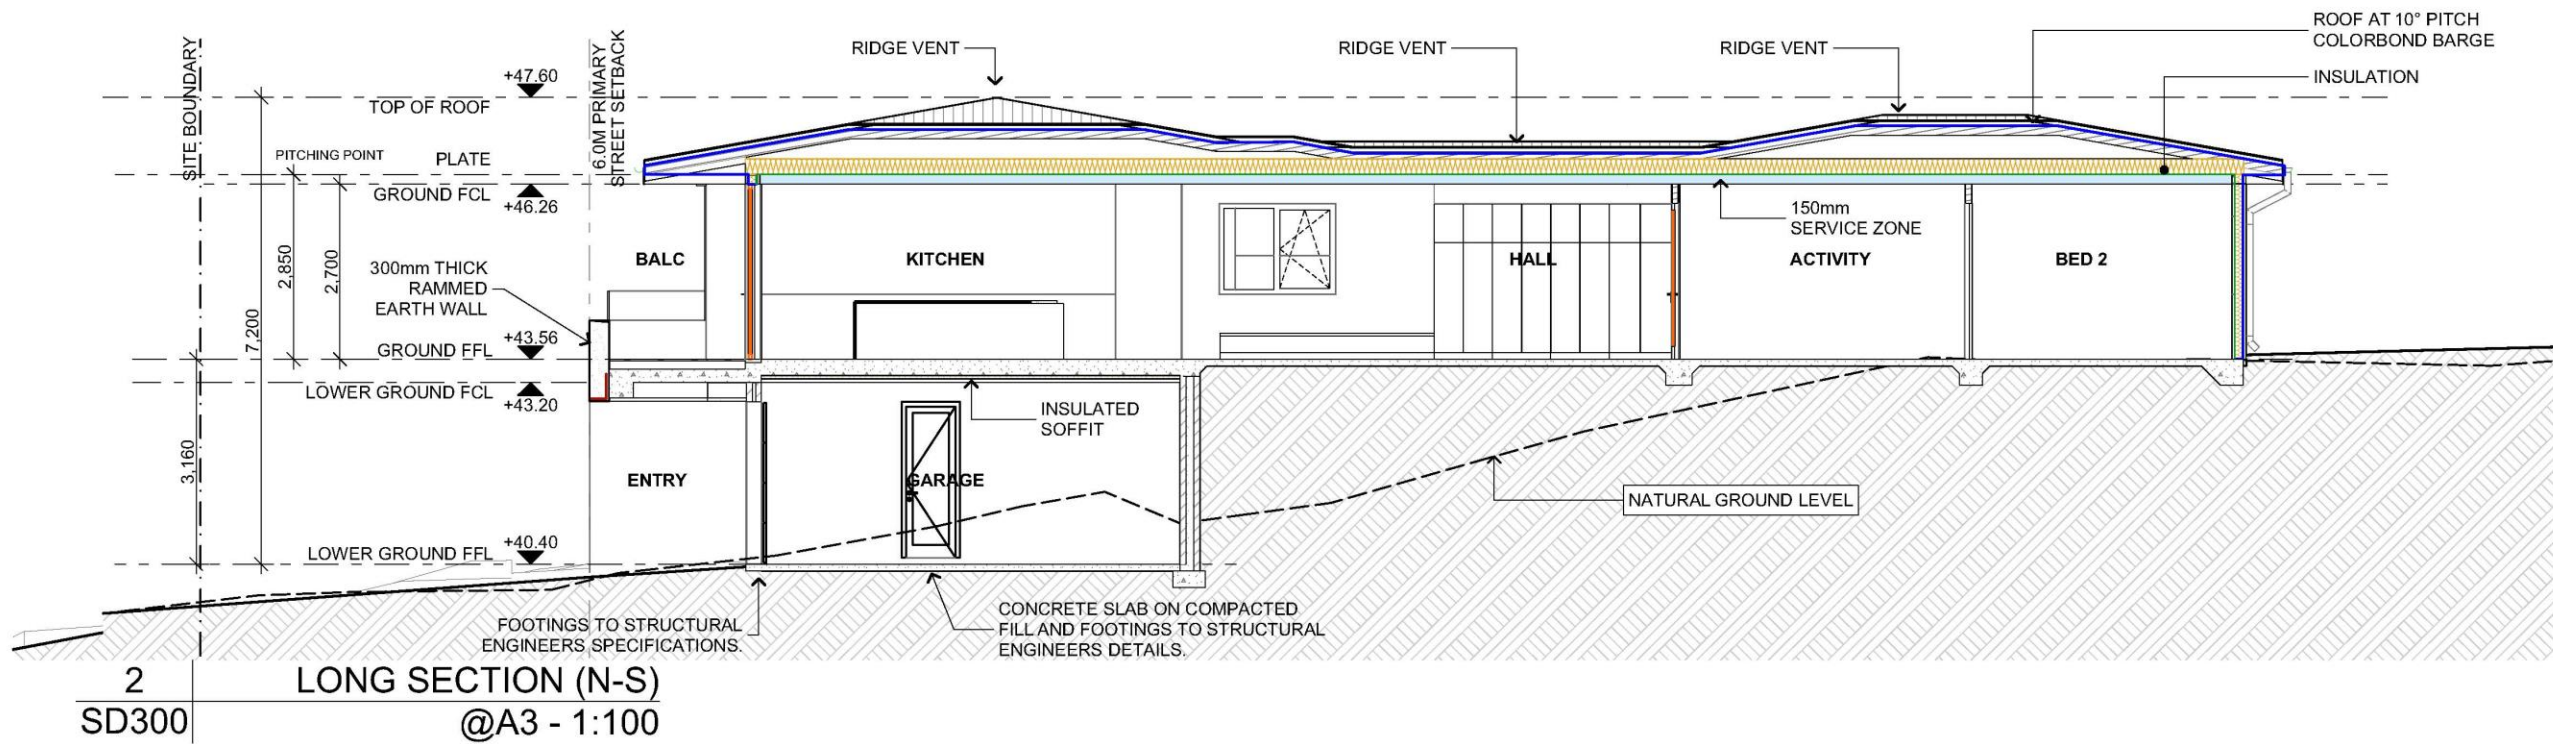 SITE BOUNDARY
6.0M PRIMARY
STREET SETBACK
RIDGE VENT
RIDGE VENT
RIDGE VENT
ROOF AT 10° PITCH
COLORBOND BARGE
INSULATION
+47.60
TOP OF ROOF
PITCHING POINT
PLATE
GROUND FCL
+46.26
2,850
2,700
7,200
3,160
300mm THICK
RAMMED
EARTH WALL
+43.56
GROUND FFL
LOWER GROUND FCL
+43.20
BALC
KITCHEN
HALL
150mm
SERVICE ZONE
ACTIVITY
BED 2
INSULATED
SOFFIT
ENTRY
GARAGE
NATURAL GROUND LEVEL
+40.40
LOWER GROUND FFL
FOOTINGS TO STRUCTURAL
ENGINEERS SPECIFICATIONS.
CONCRETE SLAB ON COMPACTED
FILL AND FOOTINGS TO STRUCTURAL
ENGINEERS DETAILS.
2
LONG SECTION (N-S)
SD300
@A3 - 1:100